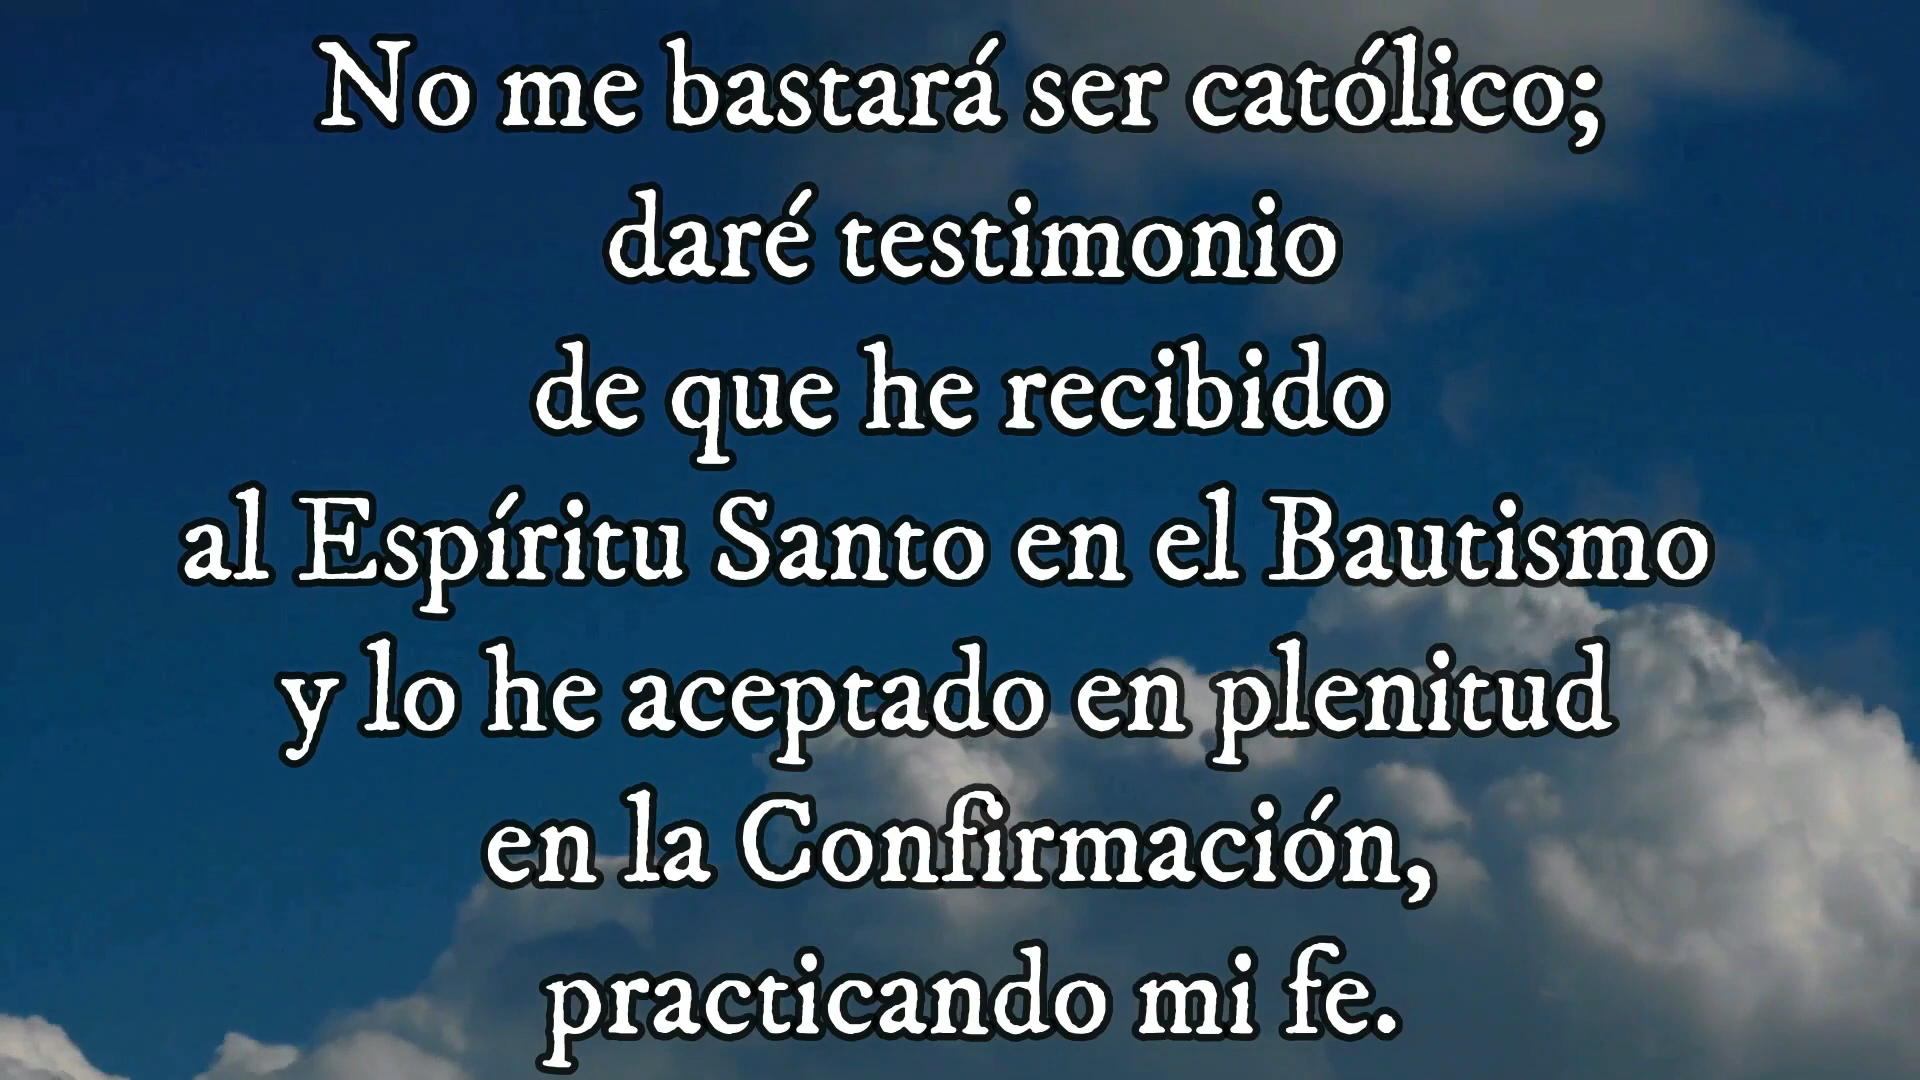 No me bastará ser católico;
daré testimonio
de que he recibido
al Espíritu Santo en el Bautismo
y lo he aceptado en plenitud
en la Confirmación,
practicando mi fe.